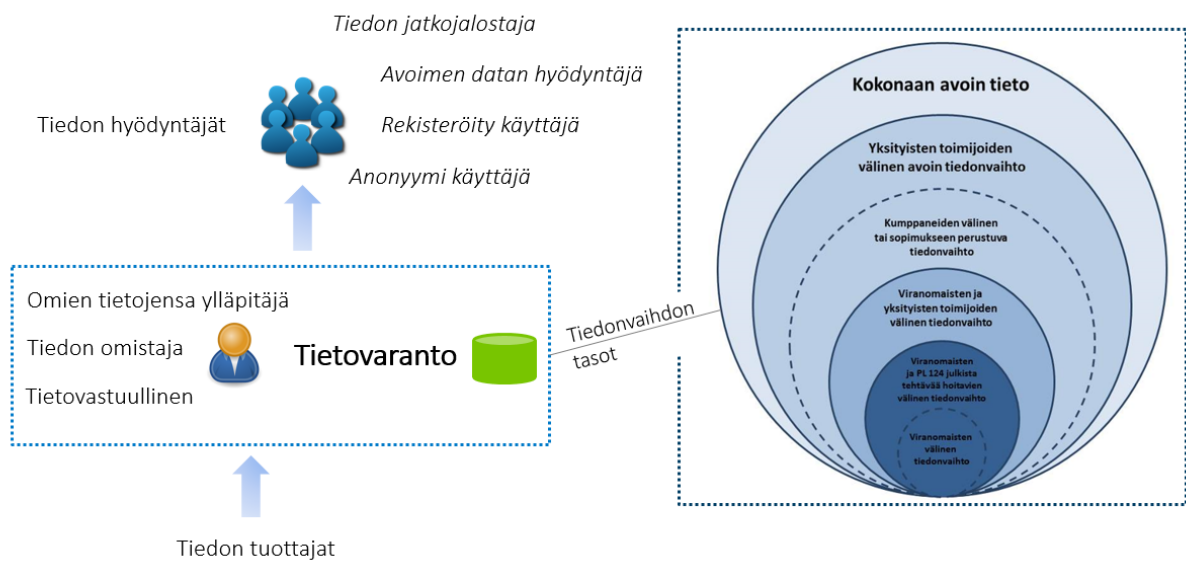 Tiedon jatkojalostaja
Avoimen datan hyödyntäjä
Tiedon hyödyntäjät
Rekisteröity käyttäjä
Anonyymi käyttäjä
Omien tietojensa ylläpitäjä
Tiedon omistaja
Tietovaranto
Tietovastuullinen
Tiedon tuottajat
Tiedonvaihdon
tasot
Kokonaan avoin tieto
Yksityisten toimijoiden
välinen avoin tiedonvaihto
Kumppaneiden välinen
tai sopimukseen perustuva
tiedonvaihto
Viranomaisten ja
yksityisten toimijoiden
välinen tiedonvaihto
Viranomaisten
ja PL 124 julkista
tehtävää hoitavien
välinen tiedonvaihto
Viranomaisten
välinen
tiedonvaihto